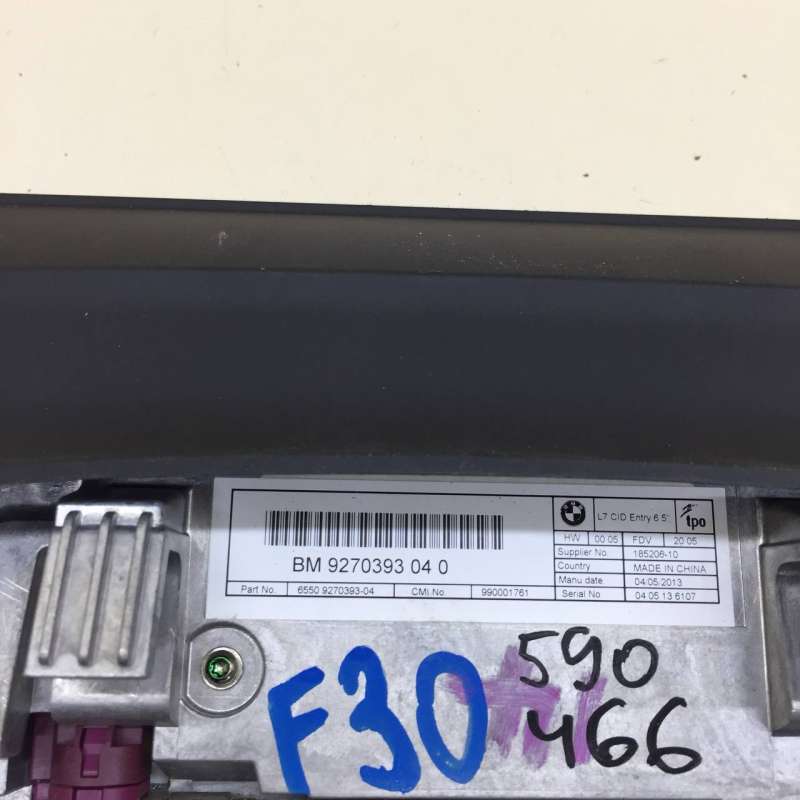 L7 CID Entry 6.5" tpo
HW 00 05 FDV 20 05
Supplier No. 185206-10
Country MADE IN CHINA
Manu date 04.05.2013
Serial No 04 05 13 6107
BM 9270393 04 0
Part No. 6550 9270393-04 CMI No. 990001761
F30
590
466